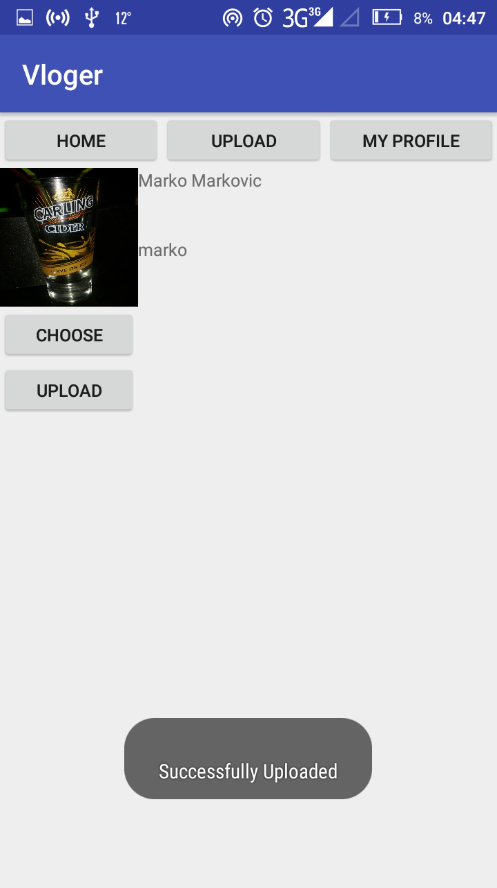 12° 3G 3G 8% 04:47
Vloger
HOME UPLOAD MY PROFILE
Marko Markovic
CARLING
CIDER
marko
CHOOSE
UPLOAD
Successfully Uploaded